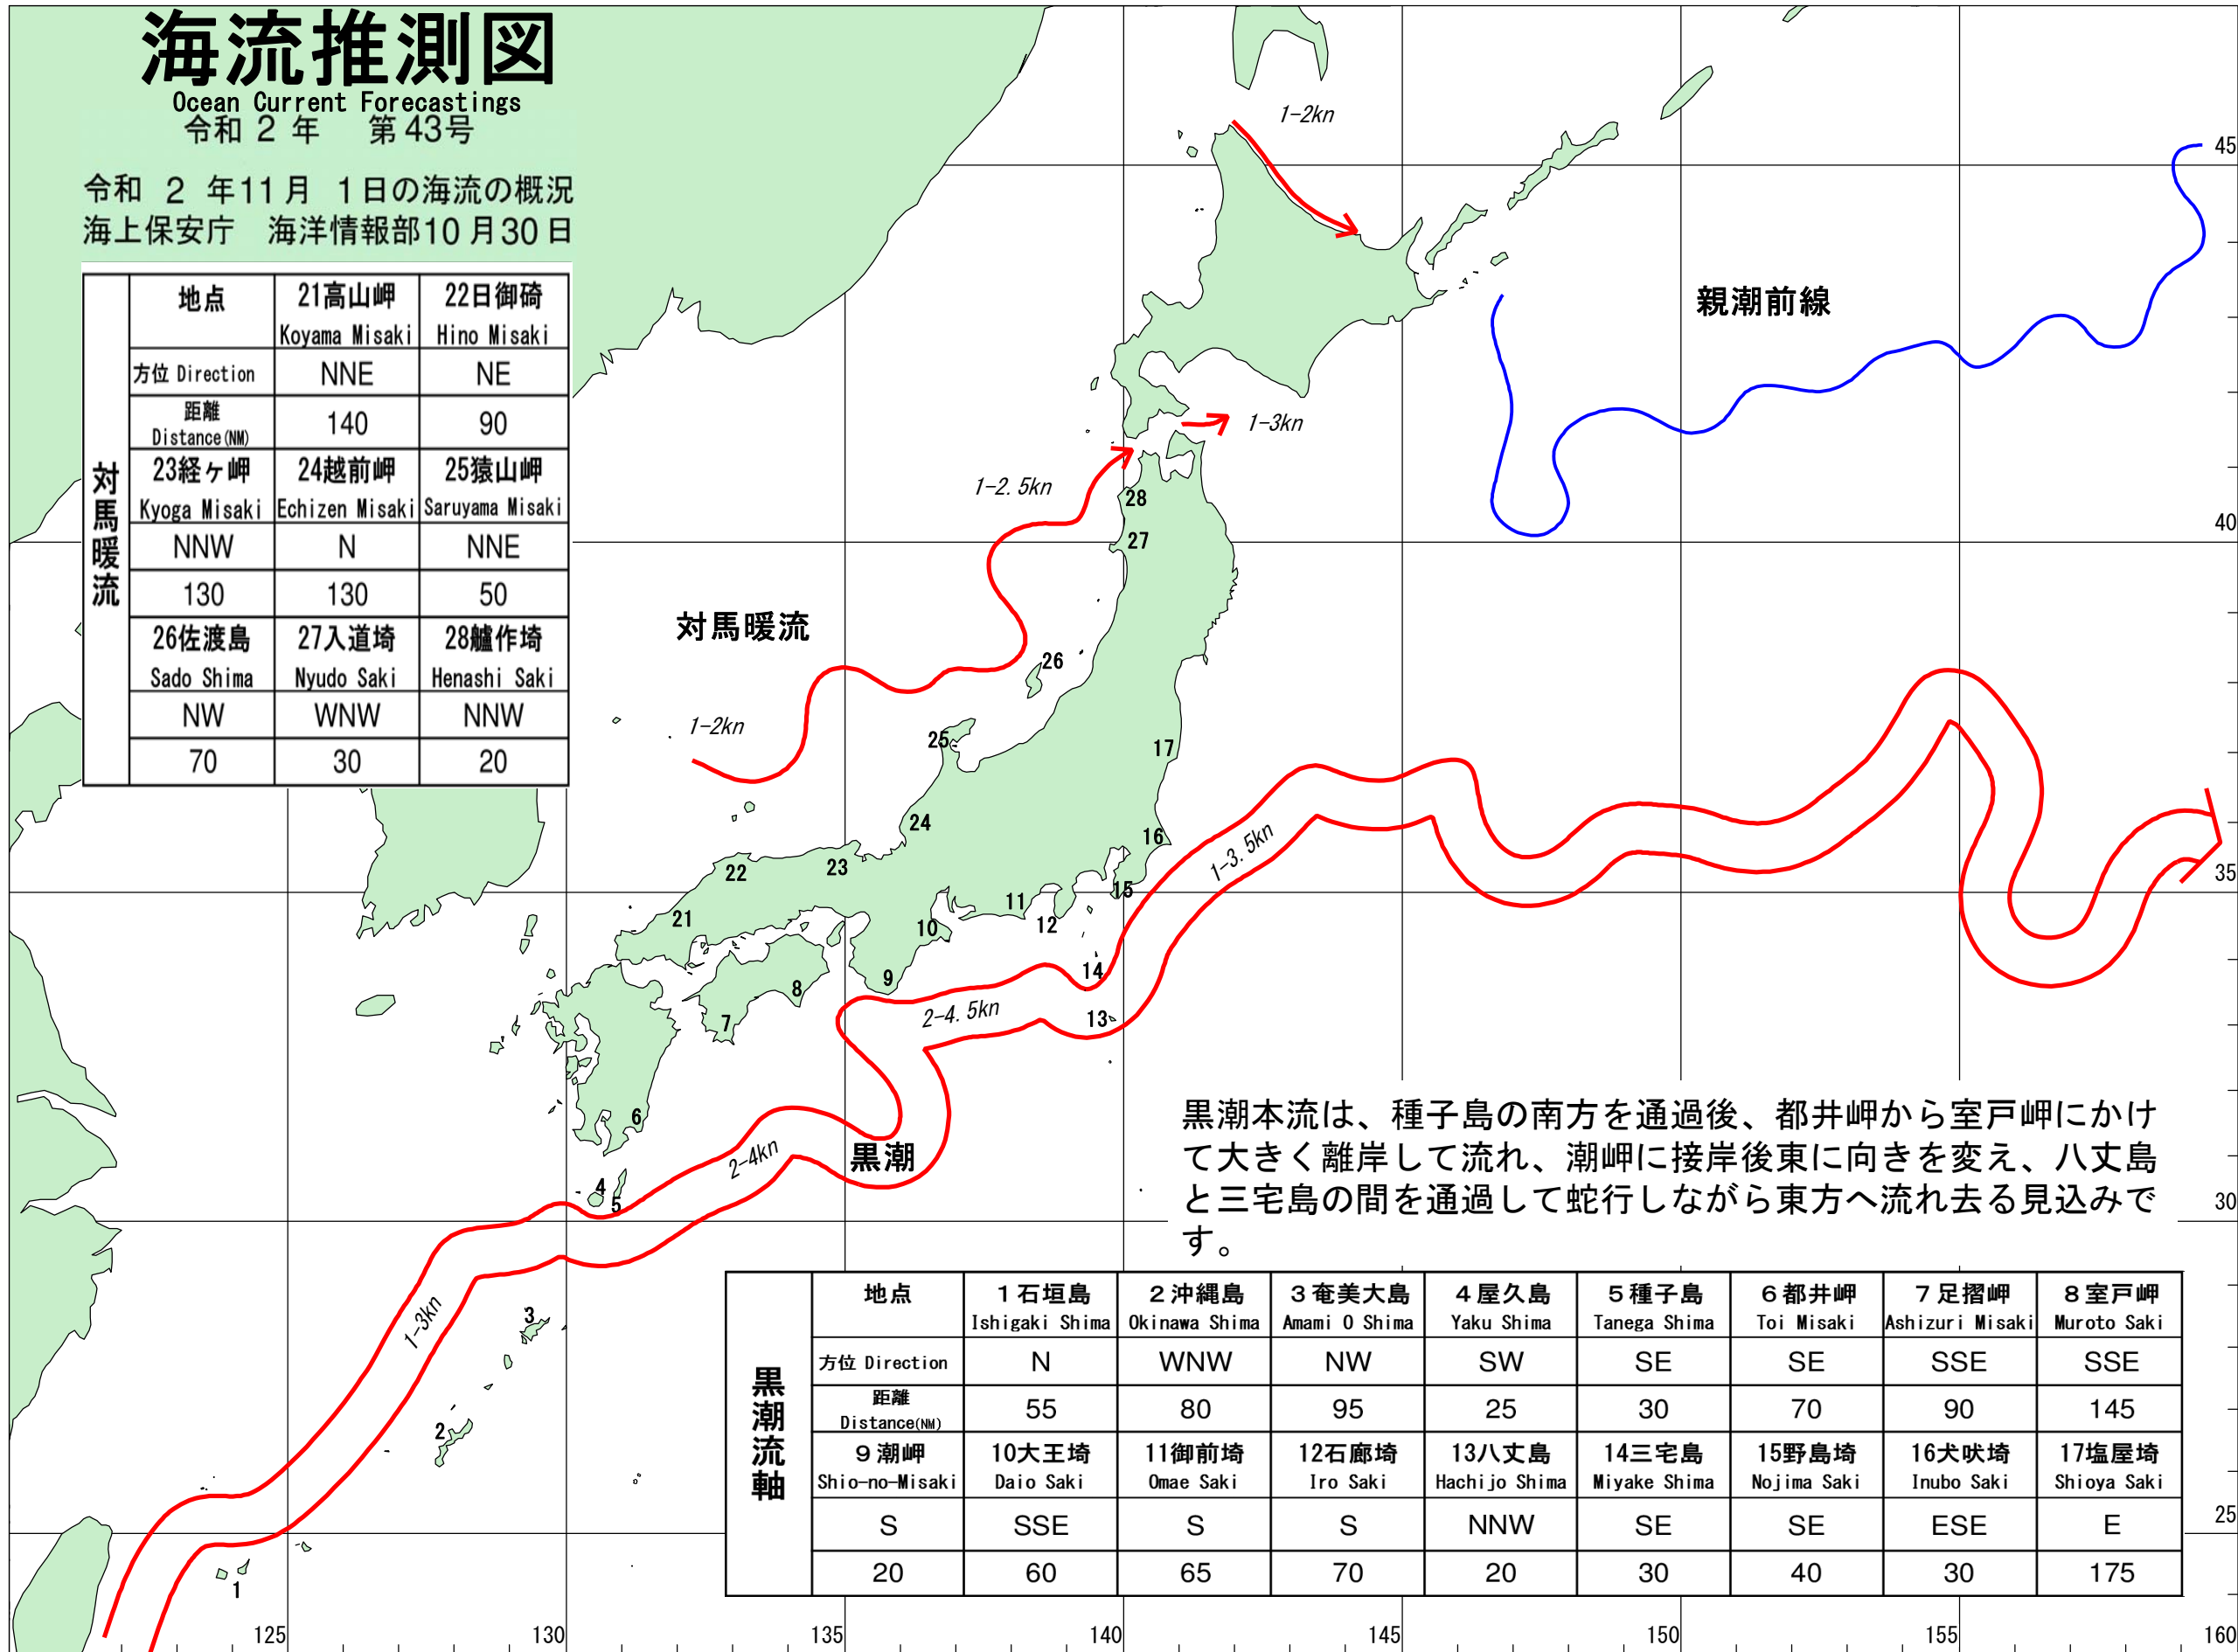 海流推測図
Ocean Current Forecastings
令和 2 年 第 43号
令和 2 年11月 1日の海流の概況
海上保安庁 海洋情報部10月30日
対馬暖流
地点 21高山岬 22日御碕
Koyama Misaki Hino Misaki
方位 Direction NNE NE
距離 Distance(NM) 140 90
23経ヶ岬 24越前岬 25猿山岬
Kyoga Misaki Echizen Misaki Saruyama Misaki
NNW N NNE
130 130 50
26佐渡島 27入道埼 28艫作埼
Sado Shima Nyudo Saki Henashi Saki
NW WNW NNW
70 30 20
1-2kn
45
親潮前線
1-3kn
1-2.5kn
28
40
27
対馬暖流
26
1-2kn
25
17
24
16
1-3.5kn
22
23
35
15
11
21
12
10
14
9
8
2-4.5kn
13
7
6
2-4kn
黒潮
4
5
30
3
1-3kn
2
25
1
黒潮本流は、種子島の南方を通過後、都井岬から室戸岬にかけ
て大きく離岸して流れ、潮岬に接岸後東に向きを変え、八丈島
と三宅島の間を通過して蛇行しながら東方へ流れ去る見込みで
す。
黒潮流軸
地点 1石垣島 2沖縄島 3奄美大島 4屋久島 5種子島 6都井岬 7足摺岬 8室戸岬
Ishigaki Shima Okinawa Shima Amami O Shima Yaku Shima Tanega Shima Toi Misaki Ashizuri Misaki Muroto Saki
方位 Direction N WNW NW SW SE SE SSE SSE
距離 Distance(NM) 55 80 95 25 30 70 90 145
9潮岬 10大王埼 11御前埼 12石廊埼 13八丈島 14三宅島 15野島埼 16犬吠埼 17塩屋埼
Shio-no-Misaki Daio Saki Omae Saki Iro Saki Hachijo Shima Miyake Shima Nojima Saki Inubo Saki Shioya Saki
S SSE S S NNW SE SE ESE E
20 60 65 70 20 30 40 30 175
125 130 135 140 145 150 155 160